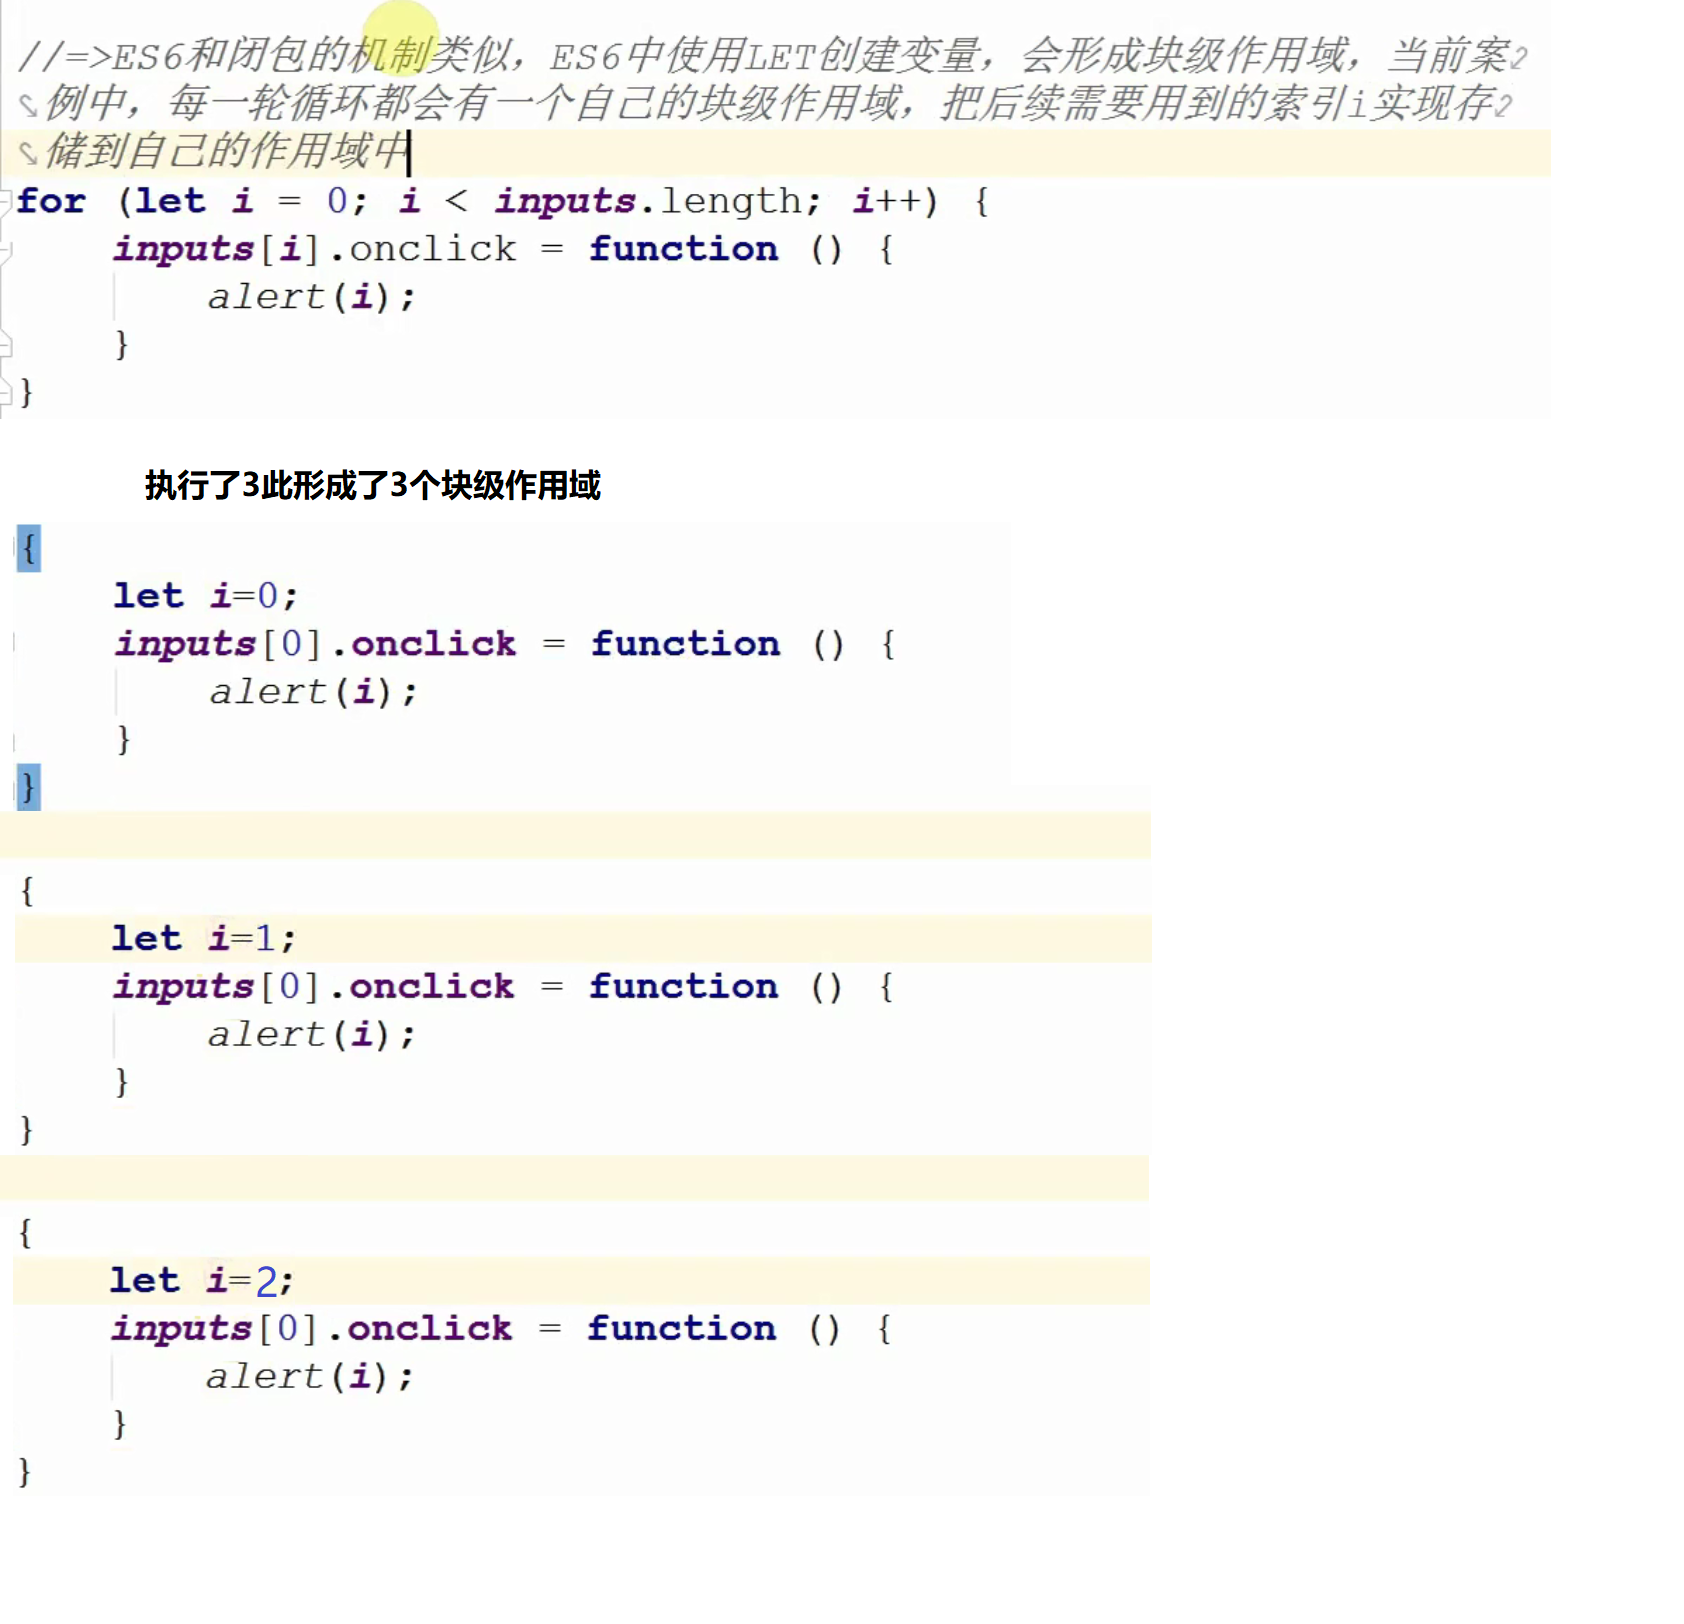 //=>ES6和闭包的机制类似，ES6中使用LET创建变量，会形成块级作用域，当前案
例中，每一轮循环都会有一个自己的块级作用域，把后续需要用到的索引i实现存
储到自己的作用域中
for (let i = 0; i < inputs.length; i++) {
    inputs[i].onclick = function () {
        alert(i);
    }
}
执行了3此形成了3个块级作用域
{
    let i=0;
    inputs[0].onclick = function () {
        alert(i);
    }
}
{
    let i=1;
    inputs[0].onclick = function () {
        alert(i);
    }
}
{
    let i=2;
    inputs[0].onclick = function () {
        alert(i);
    }
}